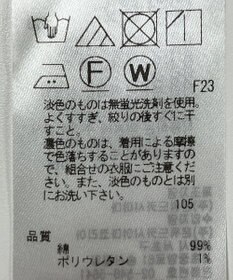 F W
F23
淡色のものは無蛍光洗剤を使用。
よくすすぎ、絞りの後すぐに干
すこと。
濃色のものは、着用による摩擦
で色落ちすることがありますの
で、組合せの衣服にご注意くださ
い。また、淡色のものとは別
にお洗い下さい。
105
品質
綿 99%
ポリウレタン 1%